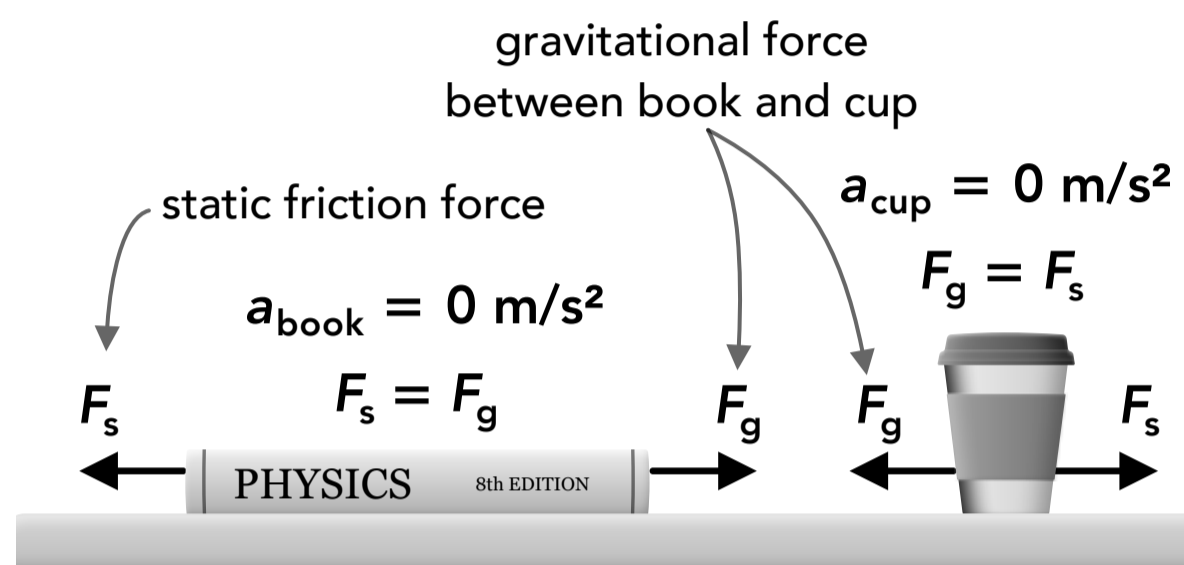 gravitational force
between book and cup
static friction force
a_cup = 0 m/s²
F_g = F_s
a_book = 0 m/s²
F_s = F_g
F_s
F_g
F_g
F_s
PHYSICS 8th EDITION